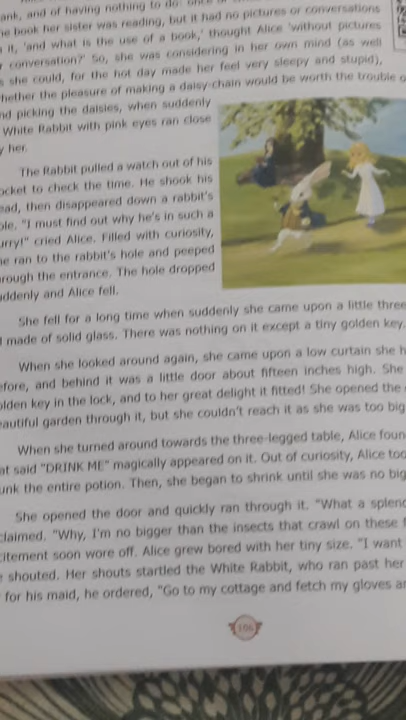 ank, and of having nothing to do
e book her sister was reading, but it had no pictures or conversations
it, 'and what is the use of a book,' thought Alice 'without pictures
r conversation?' So, she was considering in her own mind (as well
s she could, for the hot day made her feel very sleepy and stupid),
hether the pleasure of making a daisy-chain would be worth the trouble o
nd picking the daisies, when suddenly
White Rabbit with pink eyes ran close
y her.
The Rabbit pulled a watch out of his
ocket to check the time. He shook his
ead, then disappeared down a rabbit's
ole. "I must find out why he's in such a
urry!" cried Alice. Filled with curiosity,
he ran to the rabbit's hole and peeped
rough the entrance. The hole dropped
uddenly and Alice fell.
She fell for a long time when suddenly she came upon a little three
made of solid glass. There was nothing on it except a tiny golden key.
When she looked around again, she came upon a low curtain she h
efore, and behind it was a little door about fifteen inches high. She
olden key in the lock, and to her great delight it fitted! She opened the
eautiful garden through it, but she couldn't reach it as she was too big
When she turned around towards the three-legged table, Alice foun
at said "DRINK ME" magically appeared on it. Out of curiosity, Alice too
unk the entire potion. Then, she began to shrink until she was no big
She opened the door and quickly ran through it. "What a splend
claimed. "Why, I'm no bigger than the insects that crawl on these f
citement soon wore off. Alice grew bored with her tiny size. "I want
shouted. Her shouts startled the White Rabbit, who ran past her
for his maid, he ordered, "Go to my cottage and fetch my gloves an
106